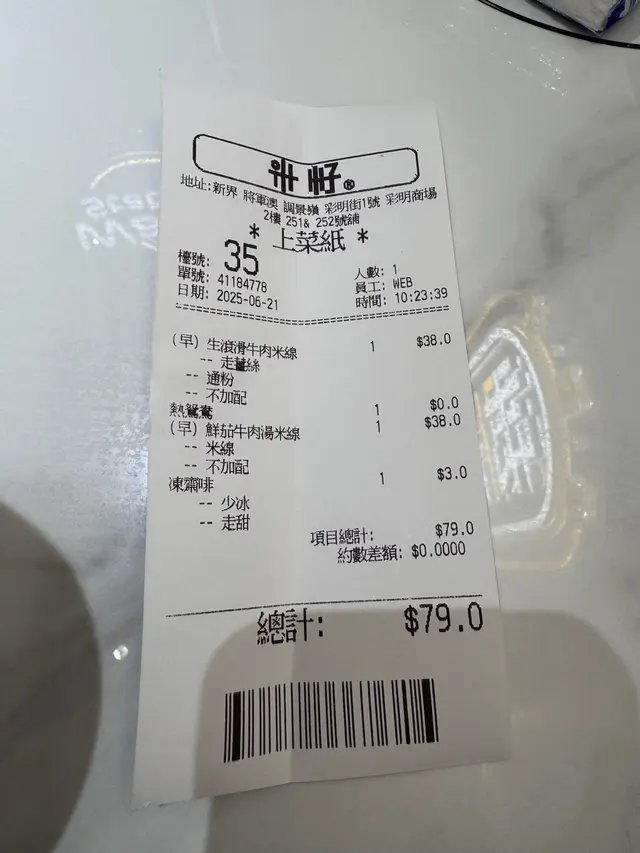 米好®
地址:新界 將軍澳 調景嶺 彩明街1號 彩明商場
2樓 251& 252號舖
* 上菜紙 *
檯號: 35 人數: 1
單號: 41184778 員工: WEB
日期: 2025-06-21 時間: 10:23:39
(早) 生滾滑牛肉米線 1 $38.0
-- 走薑絲
-- 通粉
-- 不加配
熱鴛鴦 1 $0.0
(早) 鮮茄牛肉湯米線 1 $38.0
-- 米線
-- 不加配
凍齋啡 1 $3.0
-- 少冰
-- 走甜
項目總計: $79.0
約數差額: $0.0000
總計: $79.0